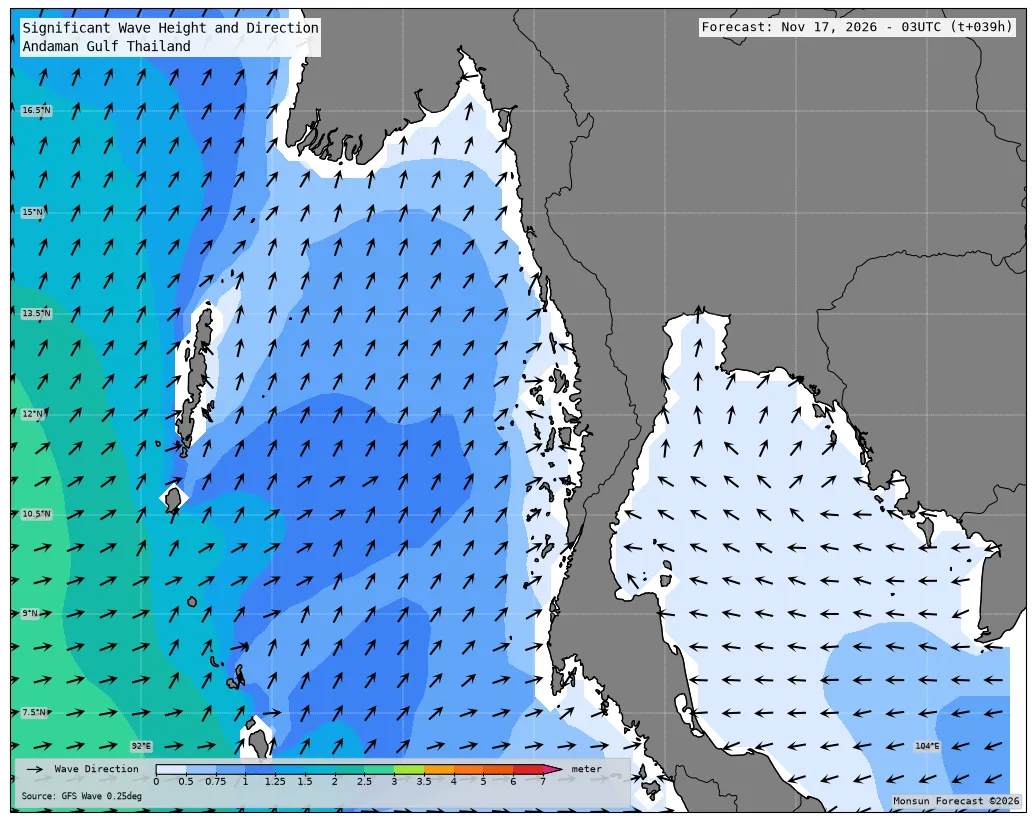 Significant Wave Height and Direction
Andaman Gulf Thailand
Forecast: Nov 17, 2026 - 03UTC (t+039h)
16.5°N
15°N
13.5°N
12°N
10.5°N
9°N
7.5°N
92°E
104°E
Wave Direction
0.5 0.75 1 1.25 1.5 2 2.5 3 3.5 4 5 6 7
meter
Source: GFS Wave 0.25deg
Monsun Forecast ©2026